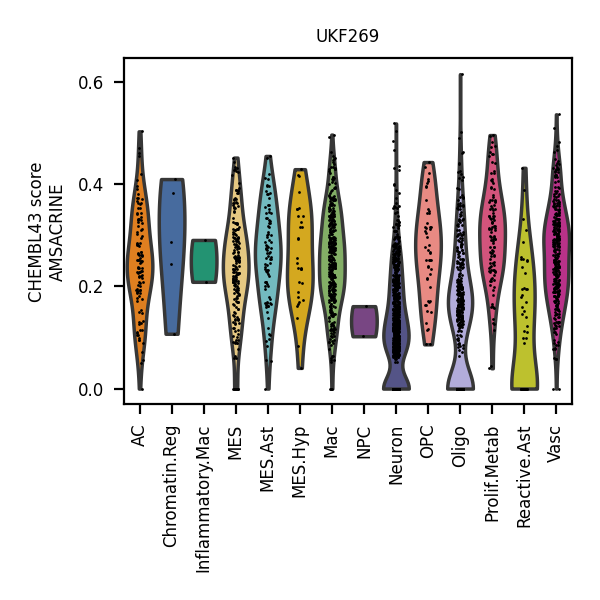 UKF269
CHEMBL43 score
AMSACRINE
0.6
0.4
0.2
0.0
AC
Chromatin.Reg
Inflammatory.Mac
MES
MES.Ast
MES.Hyp
Mac
NPC
Neuron
OPC
Oligo
Prolif.Metab
Reactive.Ast
Vasc